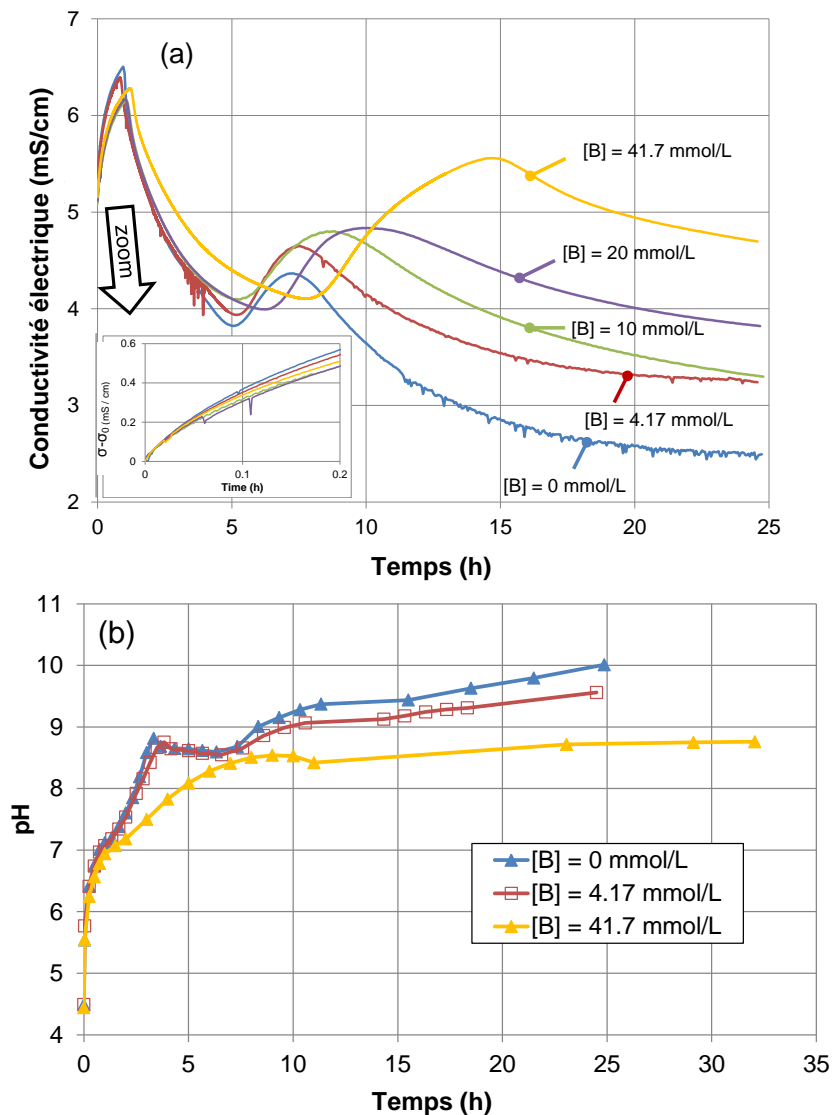 (a)
7
6
5
4
3
2
Conductivité électrique (mS/cm)
zoom
[B] = 41.7 mmol/L
[B] = 20 mmol/L
[B] = 10 mmol/L
[B] = 4.17 mmol/L
[B] = 0 mmol/L
0.6
0.4
0.2
0
σ-σ0 (mS / cm)
0 0.1 0.2
Time (h)
0 5 10 15 20 25
Temps (h)
(b)
11
10
9
8
7
6
5
4
pH
[B] = 0 mmol/L
[B] = 4.17 mmol/L
[B] = 41.7 mmol/L
0 5 10 15 20 25 30 35
Temps (h)